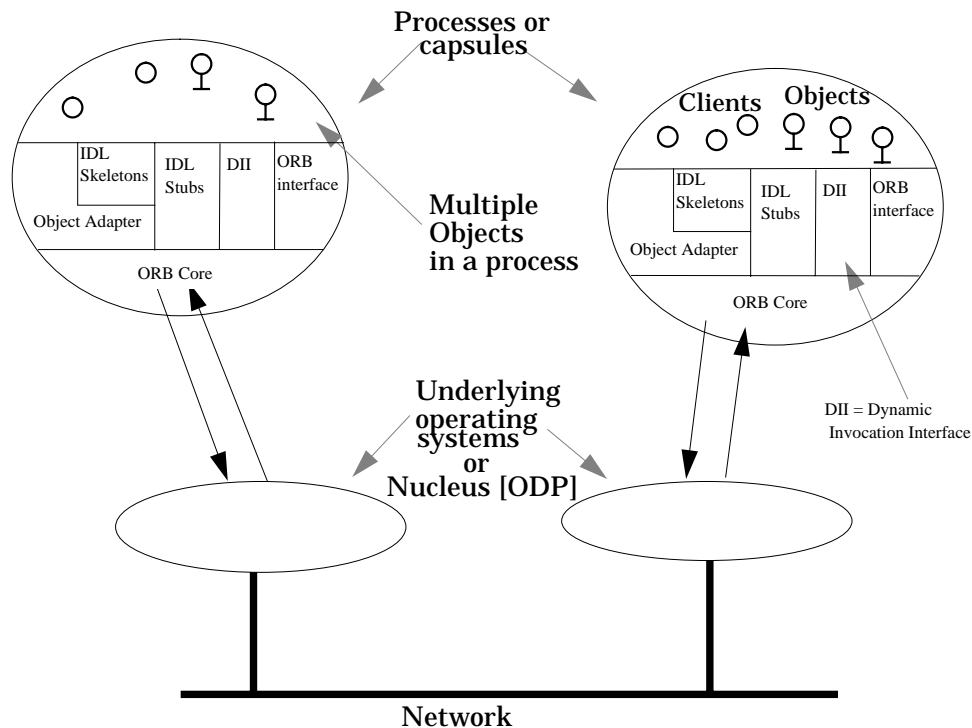 Processes or
capsules
Clients
Objects
IDL
Skeletons
IDL
Stubs
DII
ORB
interface
Object Adapter
ORB Core
Multiple
Objects
in a process
IDL
Skeletons
IDL
Stubs
DII
ORB
interface
Object Adapter
ORB Core
Underlying
operating
systems
or
Nucleus [ODP]
DII = Dynamic
Invocation Interface
Network